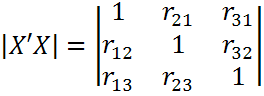 |X'X| = | 1 r₂₁ r₃₁ |
| r₁₂ 1 r₃₂ |
| r₁₃ r₂₃ 1 |